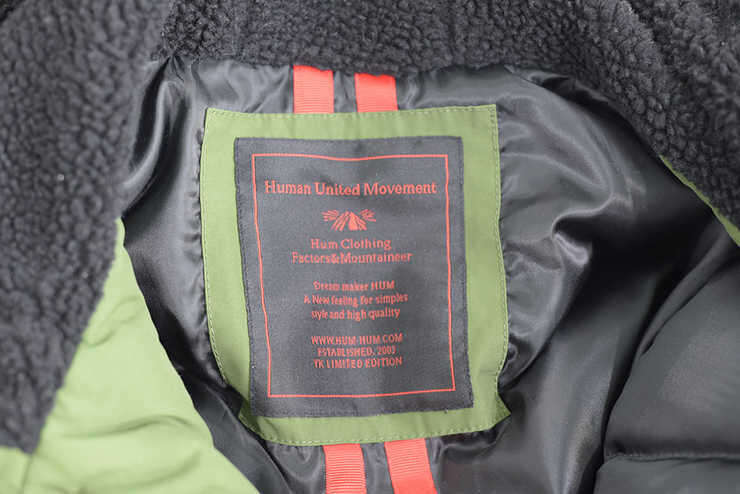 Human United Movement
Hum Clothing
Factors&Mountaineer
Dream maker HUM
A New feeling for simples
style and high quality
WWW.HUM-HUM.COM
ESTABLISHED, 2003
TK LIMITED EDITION